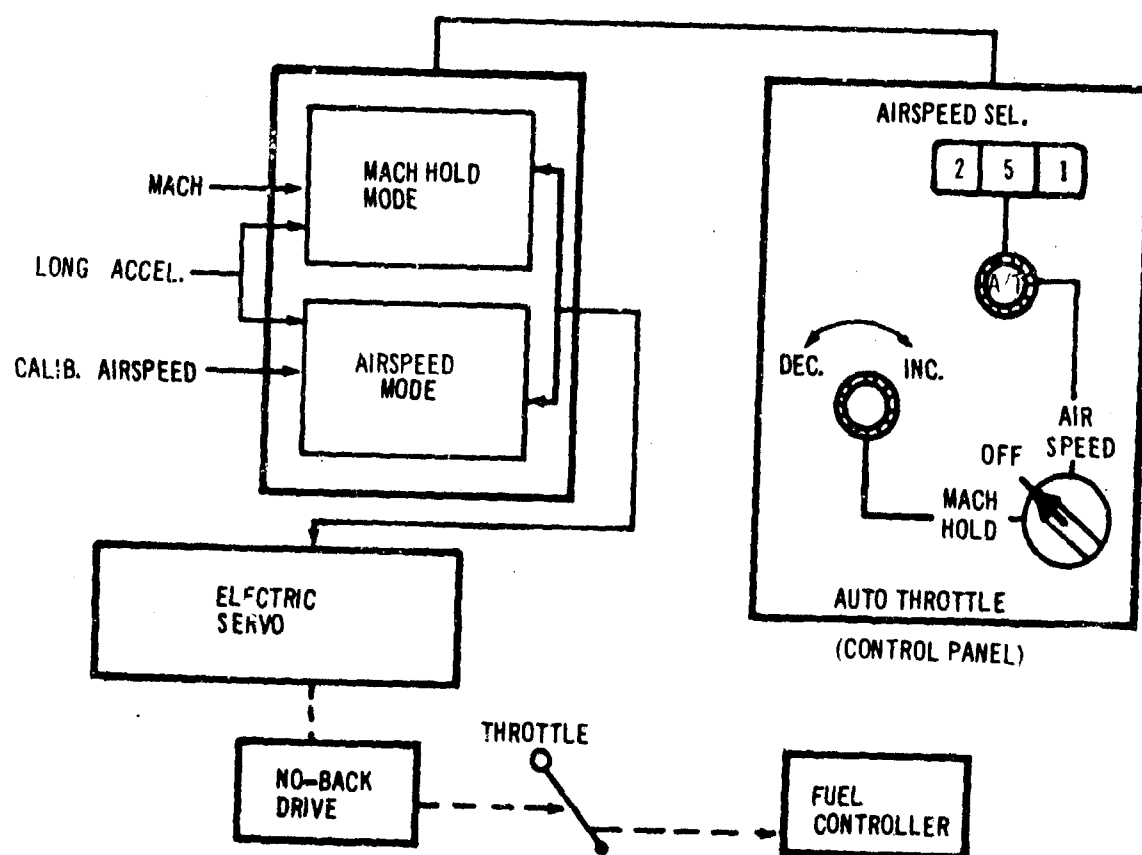 AIRSPEED SEL.
2 5 1
A/T
DEC.
INC.
AIR
SPEED
OFF
MACH
HOLD
AUTO THROTTLE
(CONTROL PANEL)
MACH HOLD
MODE
MACH
LONG ACCEL.
CALIB. AIRSPEED
AIRSPEED
MODE
ELECTRIC
SERVO
NO-BACK
DRIVE
THROTTLE
FUEL
CONTROLLER